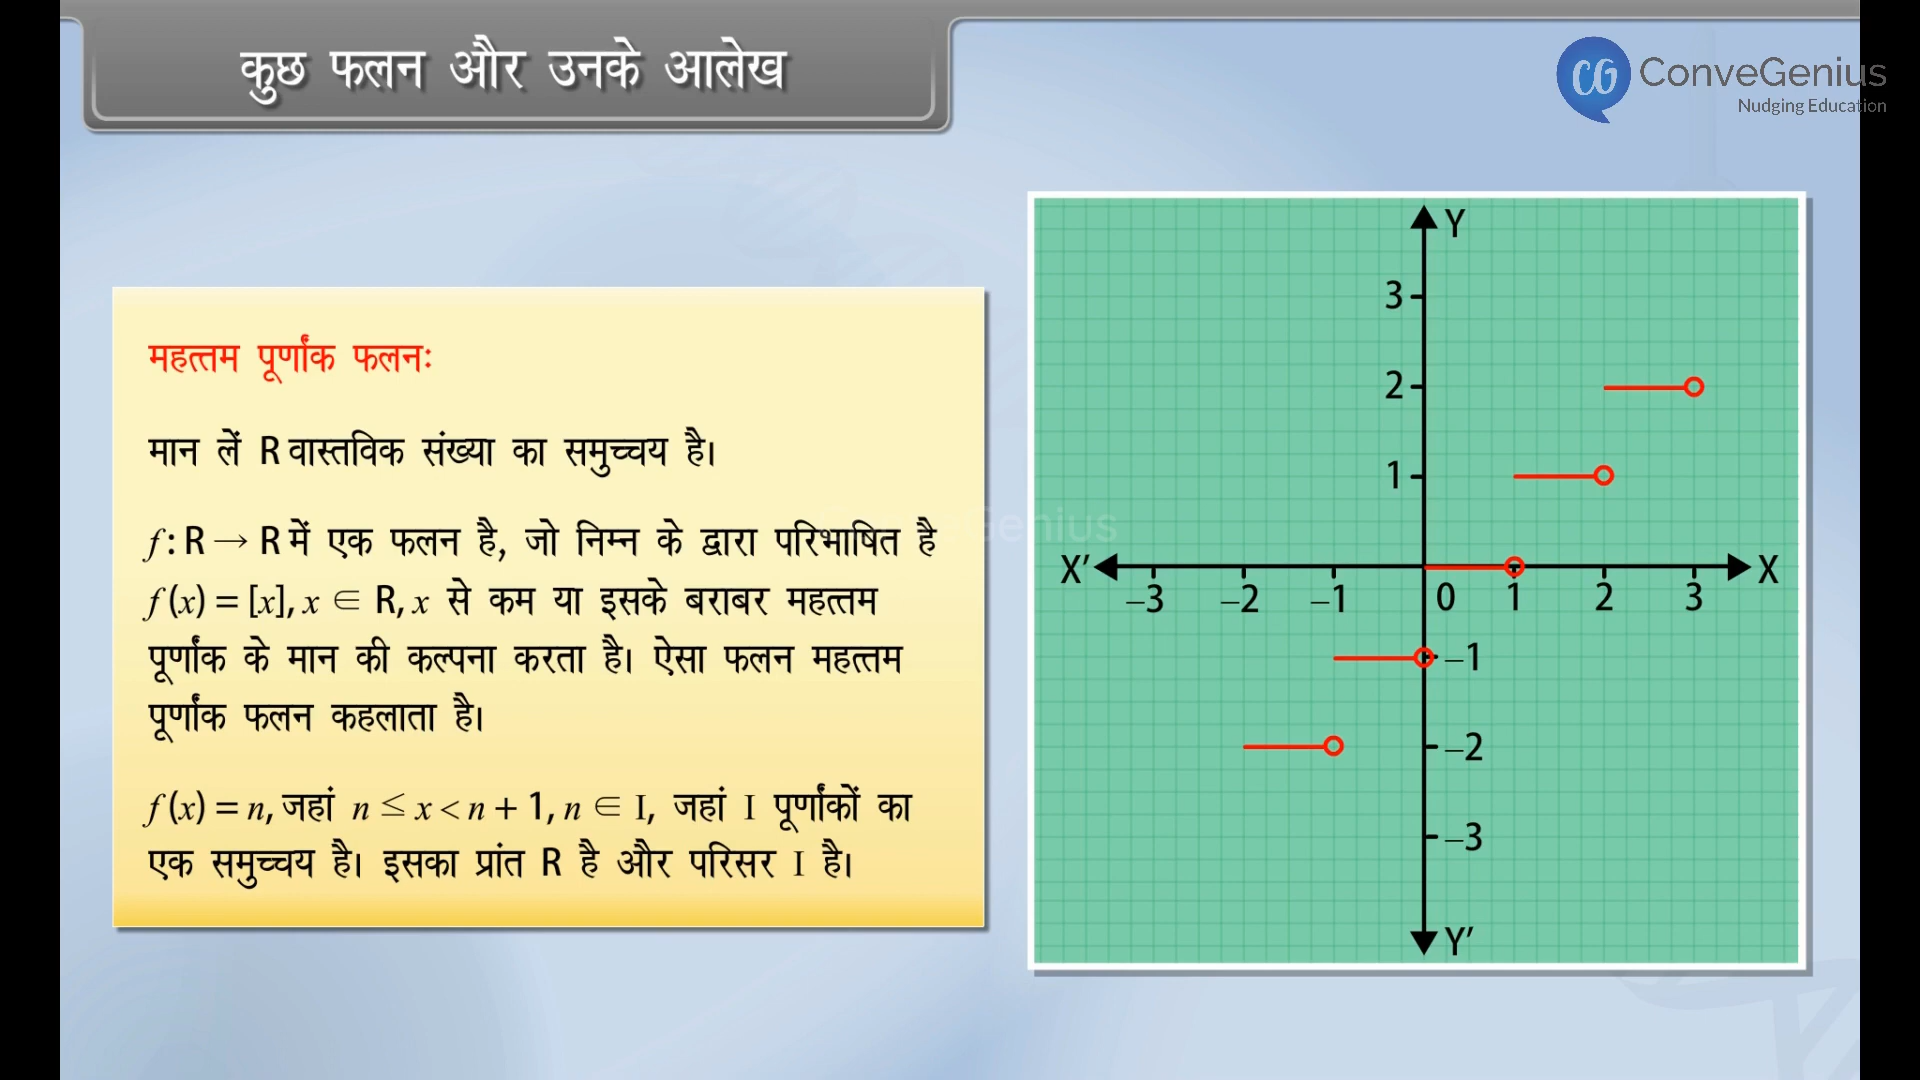 कुछ फलन और उनके आलेख
ConveGenius
Nudging Education
महत्तम पूर्णांक फलनः
मान लें R वास्तविक संख्या का समुच्चय है।
f : R → R में एक फलन है, जो निम्न के द्वारा परिभाषित है
f (x) = [x], x ∈ R, x से कम या इसके बराबर महत्तम
पूर्णांक के मान की कल्पना करता है। ऐसा फलन महत्तम
पूर्णांक फलन कहलाता है।
f (x) = n, जहां n ≤ x < n + 1, n ∈ I, जहां I पूर्णांकों का
एक समुच्चय है। इसका प्रांत R है और परिसर I है।
Y
3
2
1
X′ X
–3 –2 –1 0 1 2 3
–1
–2
–3
Y′